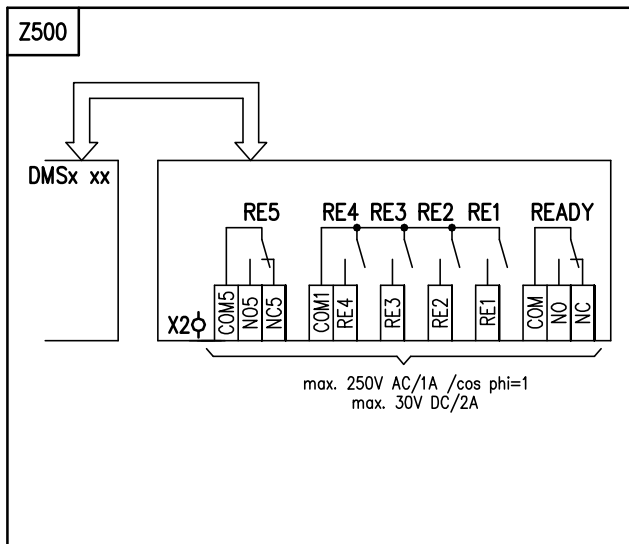 Z500
DMSx xx
RE5 RE4 RE3 RE2 RE1 READY
X2
COM5 NO5 NC5 COM1 RE4 RE3 RE2 RE1 COM NO NC
max. 250V AC/1A /cos phi=1
max. 30V DC/2A